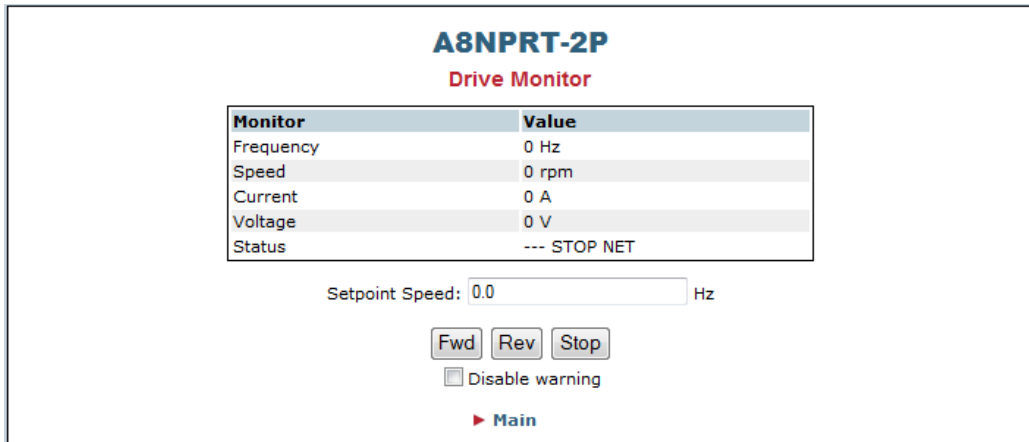 A8NPRT-2P
Drive Monitor
Monitor Value
Frequency 0 Hz
Speed 0 rpm
Current 0 A
Voltage 0 V
Status --- STOP NET
Setpoint Speed: 0.0 Hz
Fwd Rev Stop
Disable warning
Main